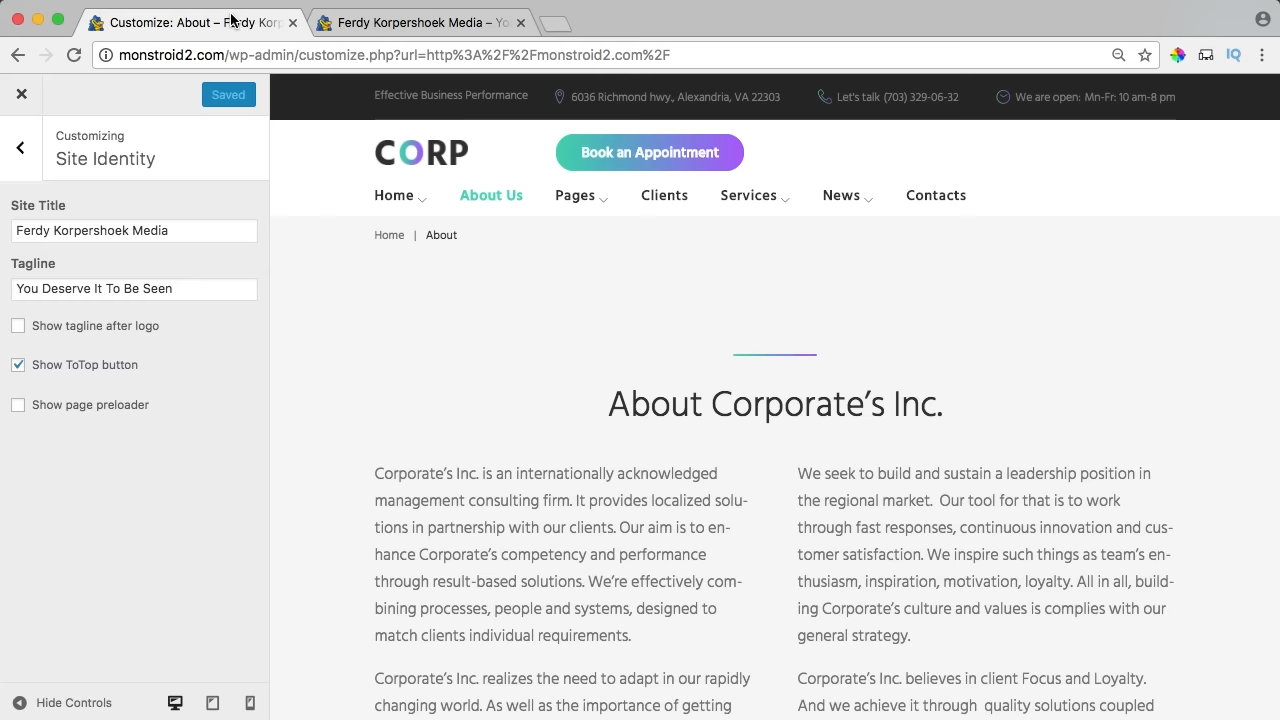 Customize: About – Ferdy Korp
Ferdy Korpershoek Media – Yo
monstroid2.com/wp-admin/customize.php?url=http%3A%2F%2Fmonstroid2.com%2F
Saved
Customizing
Site Identity
Site Title
Ferdy Korpershoek Media
Tagline
You Deserve It To Be Seen
Show tagline after logo
Show ToTop button
Show page preloader
Hide Controls
Effective Business Performance
6036 Richmond hwy., Alexandria, VA 22303
Let's talk (703) 329-06-32
We are open: Mn-Fr: 10 am-8 pm
CORP
Book an Appointment
Home
About Us
Pages
Clients
Services
News
Contacts
Home | About
About Corporate’s Inc.
Corporate’s Inc. is an internationally acknowledged
management consulting firm. It provides localized solu-
tions in partnership with our clients. Our aim is to en-
hance Corporate’s competency and performance
through result-based solutions. We’re effectively com-
bining processes, people and systems, designed to
match clients individual requirements.
Corporate’s Inc. realizes the need to adapt in our rapidly
changing world. As well as the importance of getting
We seek to build and sustain a leadership position in
the regional market. Our tool for that is to work
through fast responses, continuous innovation and cus-
tomer satisfaction. We inspire such things as team’s en-
thusiasm, inspiration, motivation, loyalty. All in all, build-
ing Corporate’s culture and values is complies with our
general strategy.
Corporate’s Inc. believes in client Focus and Loyalty.
And we achieve it through quality solutions coupled